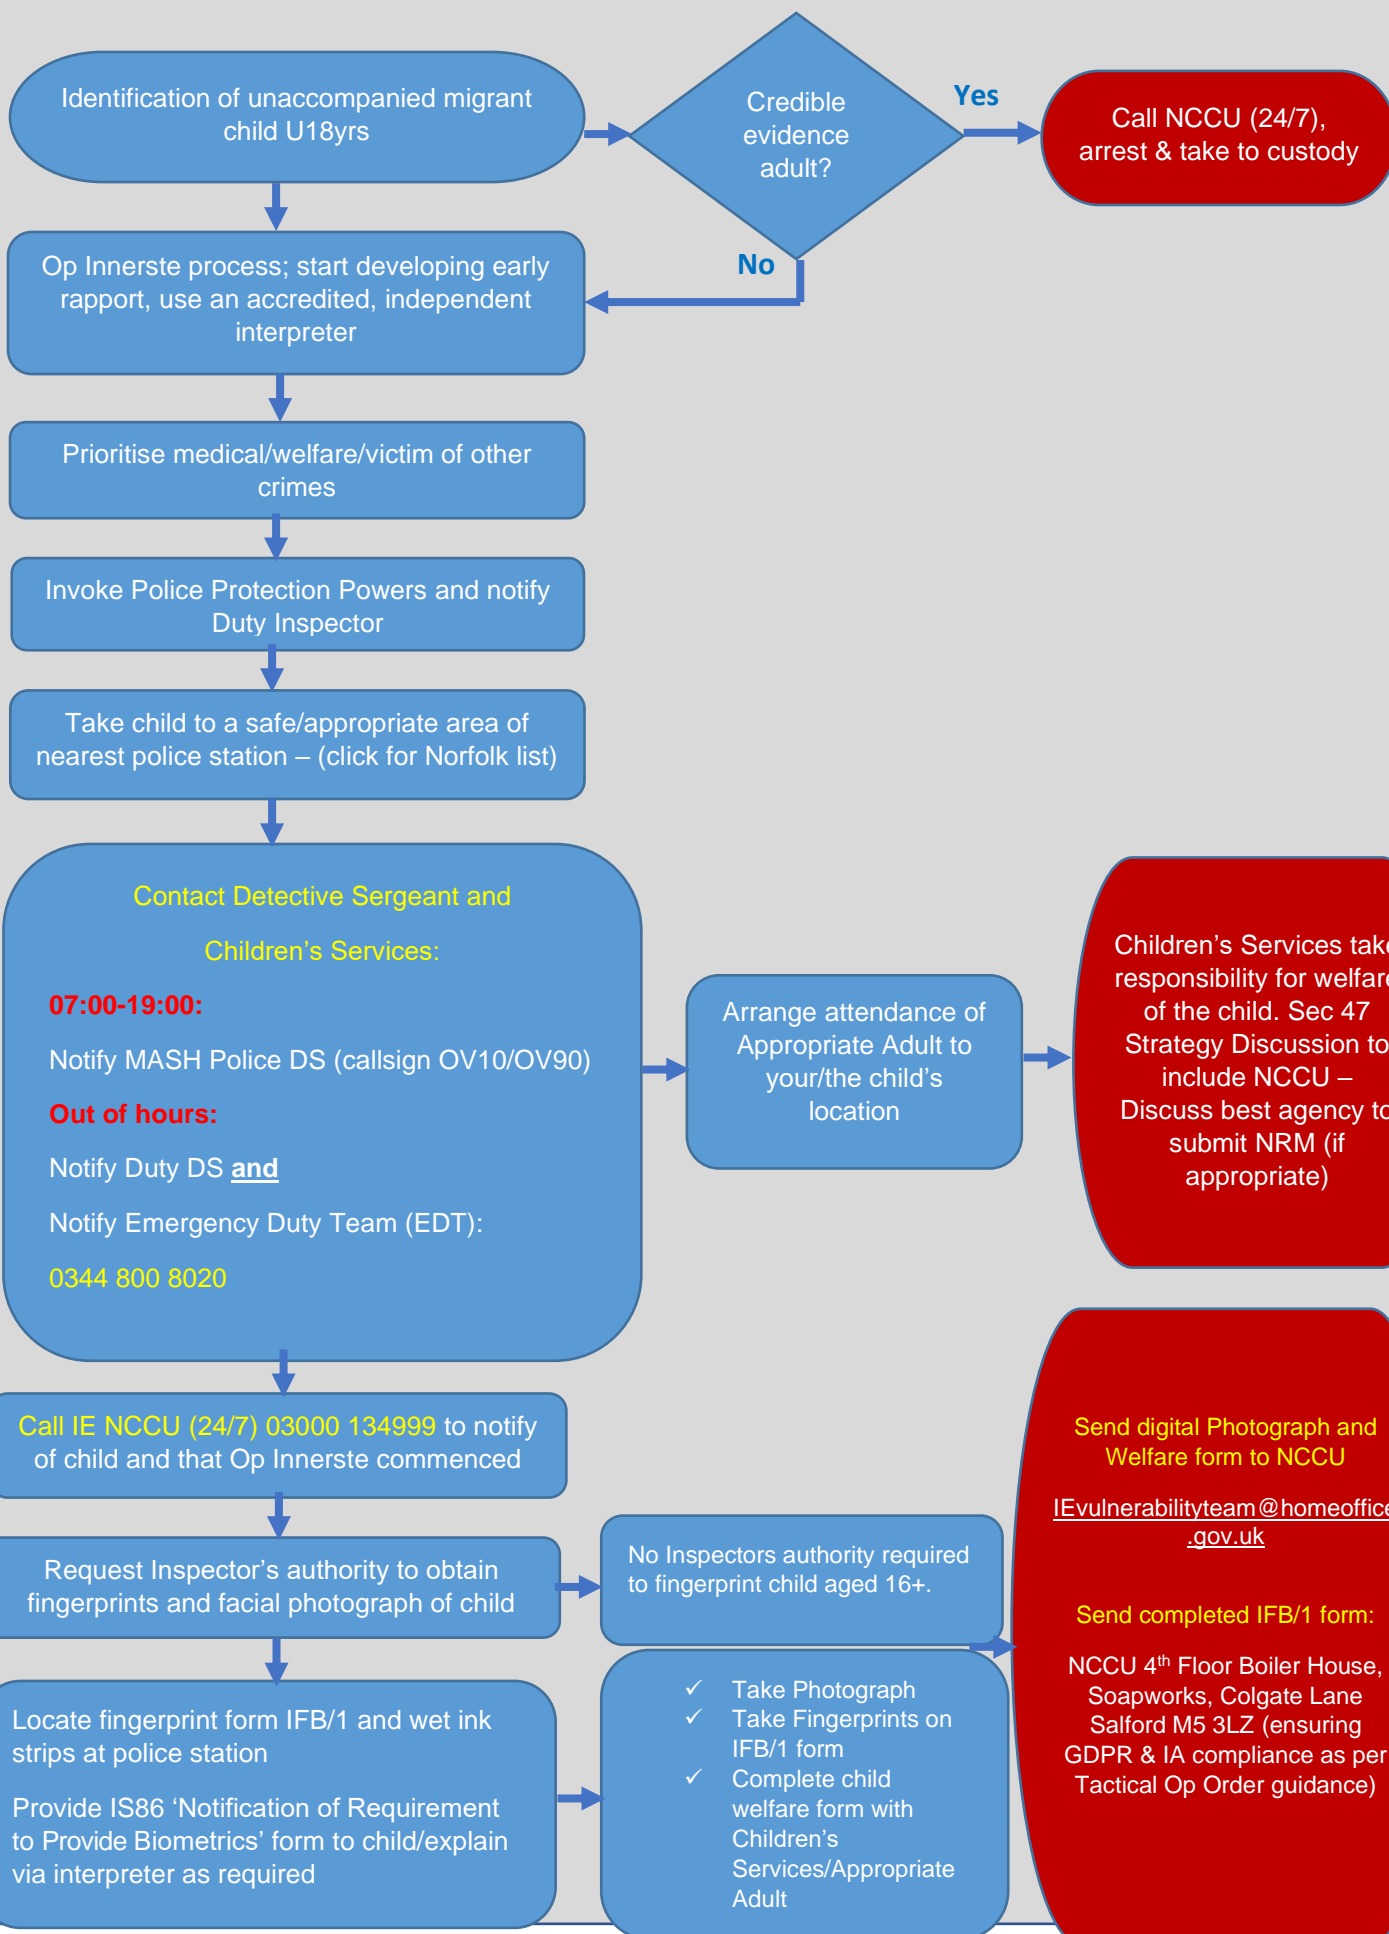 Identification of unaccompanied migrant
child U18yrs
Credible
evidence
adult?
Yes
Call NCCU (24/7),
arrest & take to custody
No
Op Innerste process; start developing early
rapport, use an accredited, independent
interpreter
Prioritise medical/welfare/victim of other
crimes
Invoke Police Protection Powers and notify
Duty Inspector
Take child to a safe/appropriate area of
nearest police station – (click for Norfolk list)
Contact Detective Sergeant and
Children's Services:
07:00-19:00:
Notify MASH Police DS (callsign OV10/OV90)
Out of hours:
Notify Duty DS and
Notify Emergency Duty Team (EDT):
0344 800 8020
Arrange attendance of
Appropriate Adult to
your/the child's
location
Children's Services take
responsibility for welfare
of the child. Sec 47
Strategy Discussion to
include NCCU –
Discuss best agency to
submit NRM (if
appropriate)
Call IE NCCU (24/7) 03000 134999 to notify
of child and that Op Innerste commenced
Request Inspector's authority to obtain
fingerprints and facial photograph of child
No Inspectors authority required
to fingerprint child aged 16+.
Locate fingerprint form IFB/1 and wet ink
strips at police station
Provide IS86 'Notification of Requirement
to Provide Biometrics' form to child/explain
via interpreter as required
✓ Take Photograph
✓ Take Fingerprints on
IFB/1 form
✓ Complete child
welfare form with
Children's
Services/Appropriate
Adult
Send digital Photograph and
Welfare form to NCCU
IEvulnerabilityteam@homeoffice
.gov.uk
Send completed IFB/1 form:
NCCU 4th Floor Boiler House,
Soapworks, Colgate Lane
Salford M5 3LZ (ensuring
GDPR & IA compliance as per
Tactical Op Order guidance)